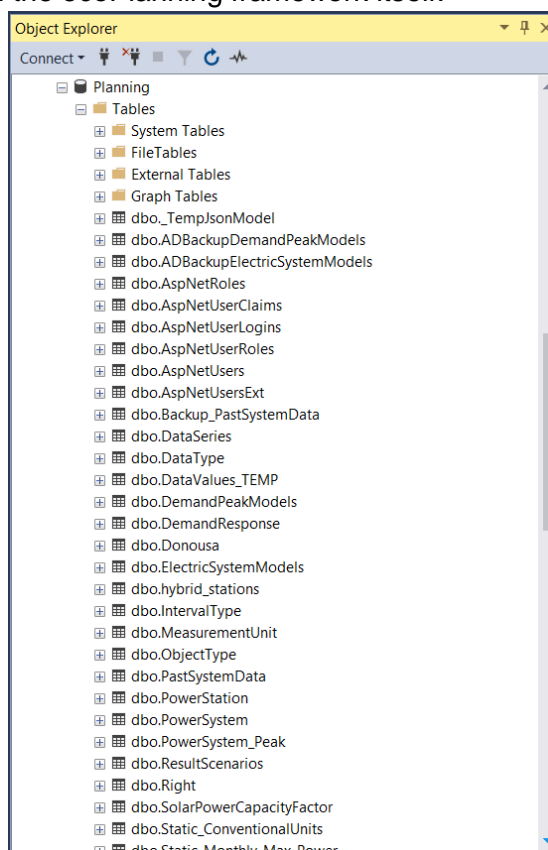 Object Explorer
Connect
Planning
Tables
System Tables
FileTables
External Tables
Graph Tables
dbo._TempJsonModel
dbo.ADBackupDemandPeakModels
dbo.ADBackupElectricSystemModels
dbo.AspNetRoles
dbo.AspNetUserClaims
dbo.AspNetUserLogins
dbo.AspNetUserRoles
dbo.AspNetUsers
dbo.AspNetUsersExt
dbo.Backup_PastSystemData
dbo.DataSeries
dbo.DataType
dbo.DataValues_TEMP
dbo.DemandPeakModels
dbo.DemandResponse
dbo.Donousa
dbo.ElectricSystemModels
dbo.hybrid_stations
dbo.IntervalType
dbo.MeasurementUnit
dbo.ObjectType
dbo.PastSystemData
dbo.PowerStation
dbo.PowerSystem
dbo.PowerSystem_Peak
dbo.ResultScenarios
dbo.Right
dbo.SolarPowerCapacityFactor
dbo.Static_ConventionalUnits
dbo.Static_Monthly_Max_Power